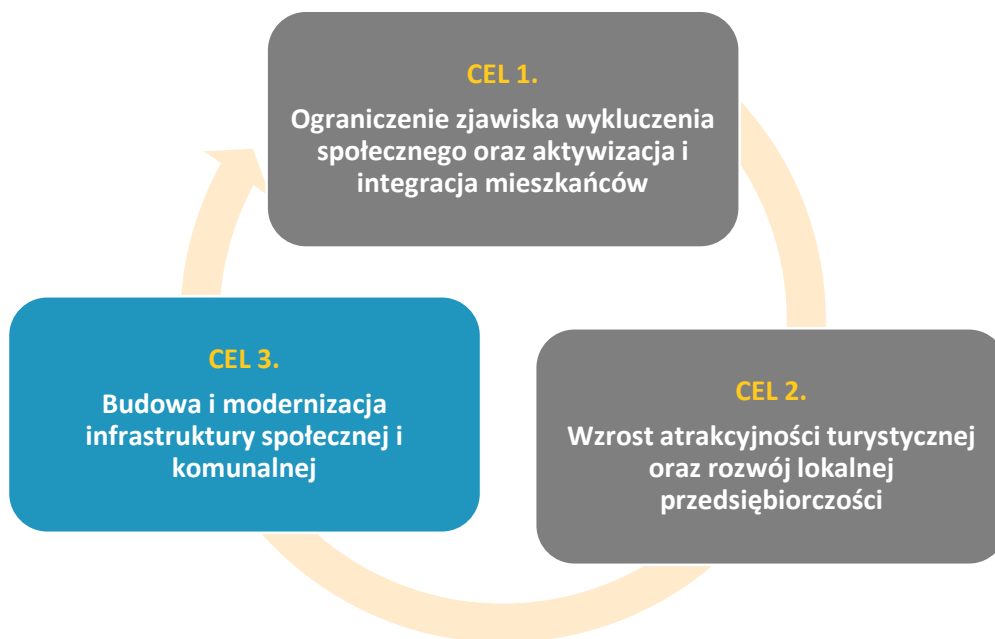 CEL 1.
Ograniczenie zjawiska wykluczenia
społecznego oraz aktywizacja i
integracja mieszkańców
CEL 2.
Wzrost atrakcyjności turystycznej
oraz rozwój lokalnej
przedsiębiorczości
CEL 3.
Budowa i modernizacja
infrastruktury społecznej i
komunalnej